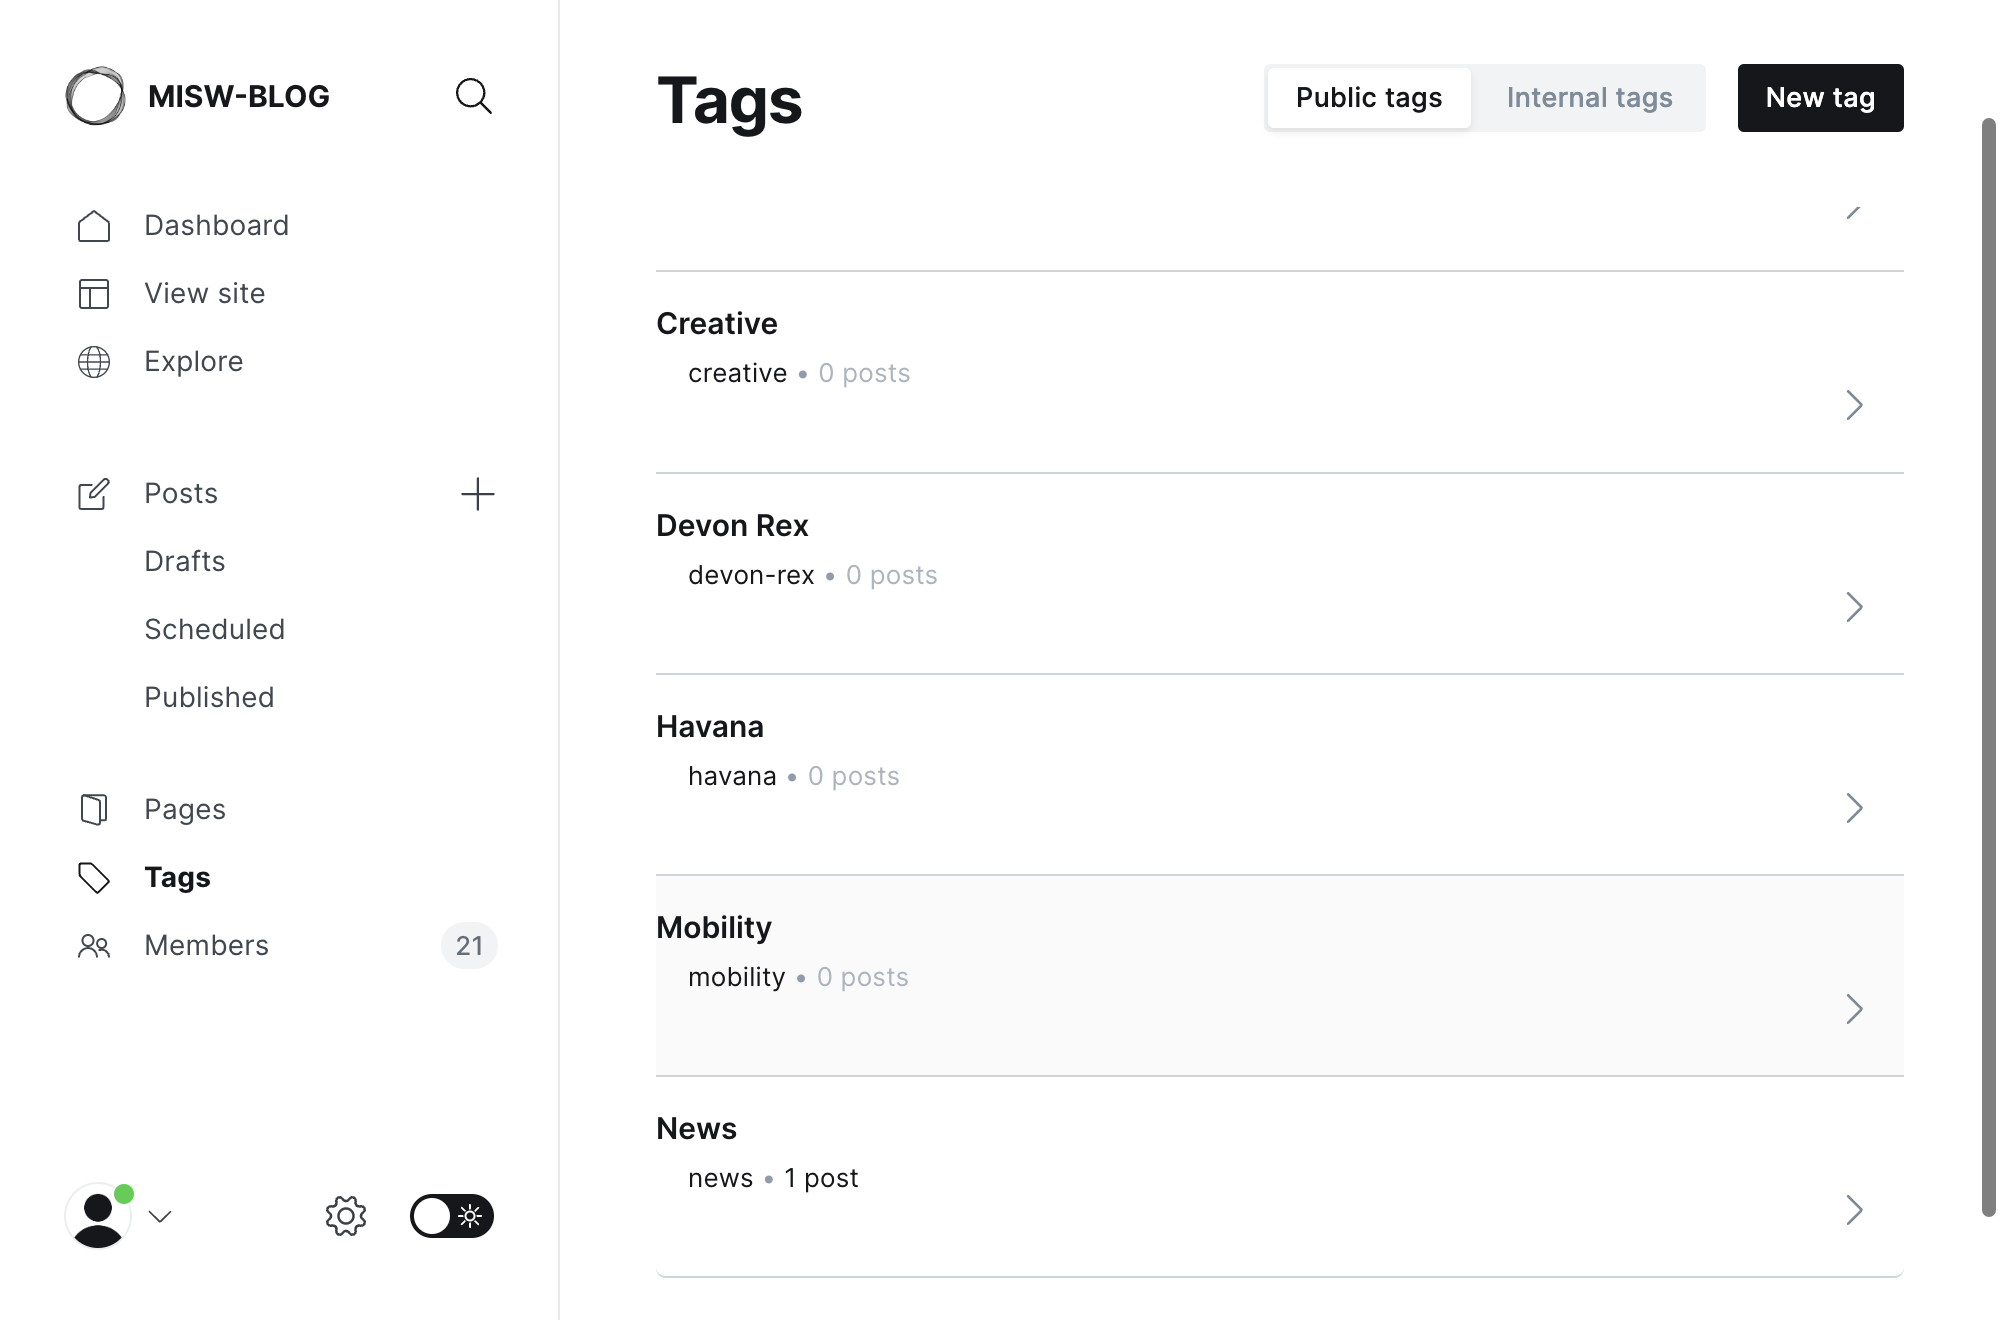 MISW-BLOG
Dashboard
View site
Explore
Posts
Drafts
Scheduled
Published
Pages
Tags
Members 21
Tags
Public tags Internal tags New tag
Creative
creative • 0 posts
Devon Rex
devon-rex • 0 posts
Havana
havana • 0 posts
Mobility
mobility • 0 posts
News
news • 1 post